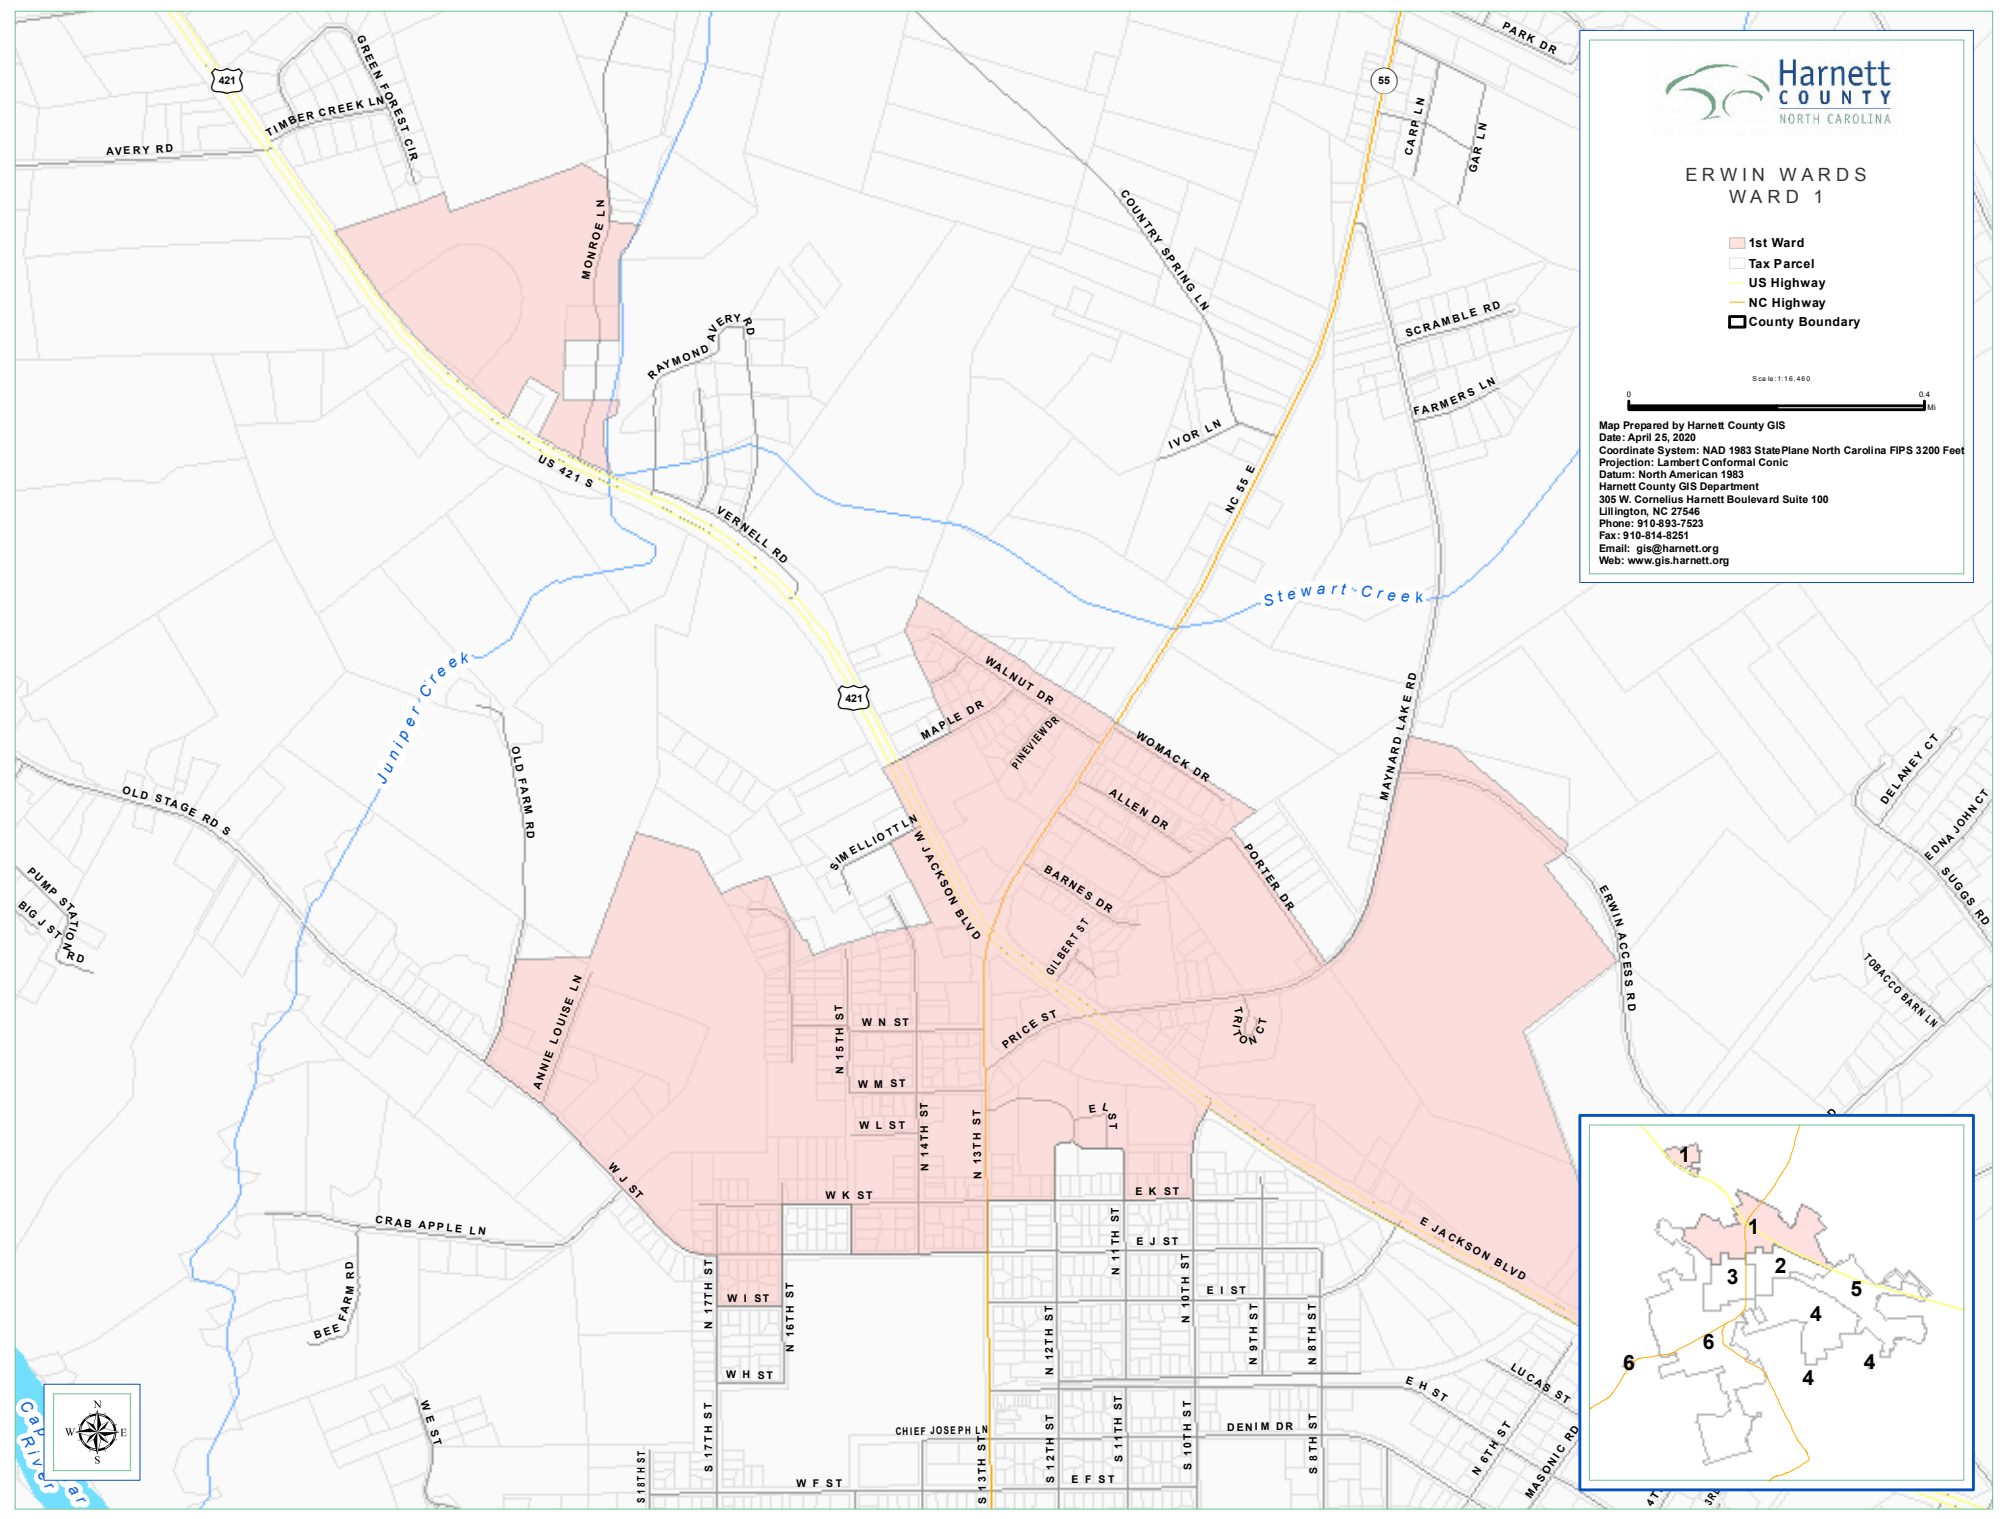 Harnett
COUNTY
NORTH CAROLINA
ERWIN WARDS
WARD 1
1st Ward
Tax Parcel
US Highway
NC Highway
County Boundary
Scale:1:16,460
0 0.4
Mi
Map Prepared by Harnett County GIS
Date: April 25, 2020
Coordinate System: NAD 1983 StatePlane North Carolina FIPS 3200 Feet
Projection: Lambert Conformal Conic
Datum: North American 1983
Harnett County GIS Department
305 W. Cornelius Harnett Boulevard Suite 100
Lillington, NC 27546
Phone: 910-893-7523
Fax: 910-814-8251
Email: gis@harnett.org
Web: www.gis.harnett.org
PARK DR
421
55
GREEN FOREST CIR
TIMBER CREEK LN
AVERY RD
CARP LN
GAR LN
MONROE LN
COUNTRY SPRING LN
RAYMOND AVERY RD
SCRAMBLE RD
FARMERS LN
IVOR LN
US 421 S
NC 55 E
VERNELL RD
Stewart Creek
Juniper Creek
WALNUT DR
421
MAPLE DR
PINEVIEW DR
WOMACK DR
MAYNARD LAKE RD
OLD FARM RD
OLD STAGE RD S
ALLEN DR
DELANEY CT
EDNA JOHN CT
SIM ELLIOTT LN
W JACKSON BLVD
PORTER DR
BARNES DR
PUMP STATION RD
BIG J ST
SUGGS RD
ERWIN ACCESS RD
GILBERT ST
TOBACCO BARN LN
ANNIE LOUISE LN
N 15TH ST
W N ST
PRICE ST
TRITON CT
W M ST
W L ST
N 14TH ST
N 13TH ST
E L ST
W J ST
W K ST
E K ST
CRAB APPLE LN
N 11TH ST
E J ST
E JACKSON BLVD
BEE FARM RD
N 17TH ST
W I ST
N 16TH ST
N 10TH ST
E I ST
N 12TH ST
N 9TH ST
N 8TH ST
W H ST
E H ST
LUCAS ST
W E ST
S 17TH ST
CHIEF JOSEPH LN
S 12TH ST
S 11TH ST
S 10TH ST
DENIM DR
S 8TH ST
N 6TH ST
MASONIC RD
S 18TH ST
W F ST
S 13TH ST
E F ST
N
W E
S
1
1
2
3
5
4
6
6
4
4